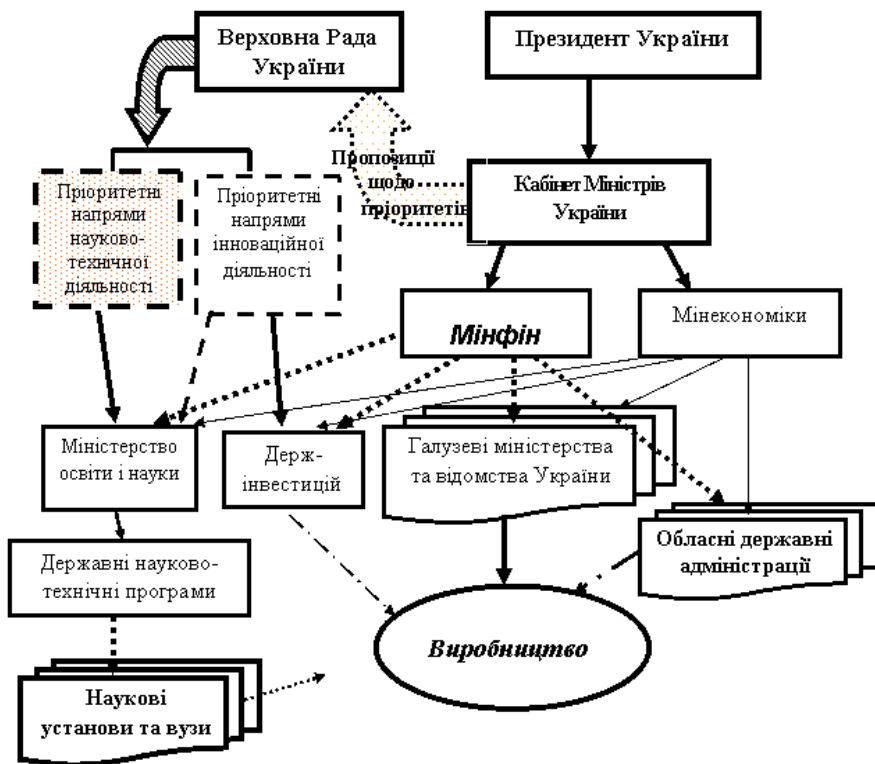 Верховна Рада
України
Президент України
Пропозиції
щодо
пріоритетів
Кабінет Міністрів
України
Пріоритетні
напрями
науково-
технічної
діяльності
Пріоритетні
напрями
інноваційної
діяльності
Мінфін
Мінекономіки
Міністерство
освіти і науки
Держ-
інвестицій
Галузеві міністерства
та відомства України
Обласні державні
адміністрації
Державні науково-
технічні програми
Виробництво
Наукові
установи та вузи